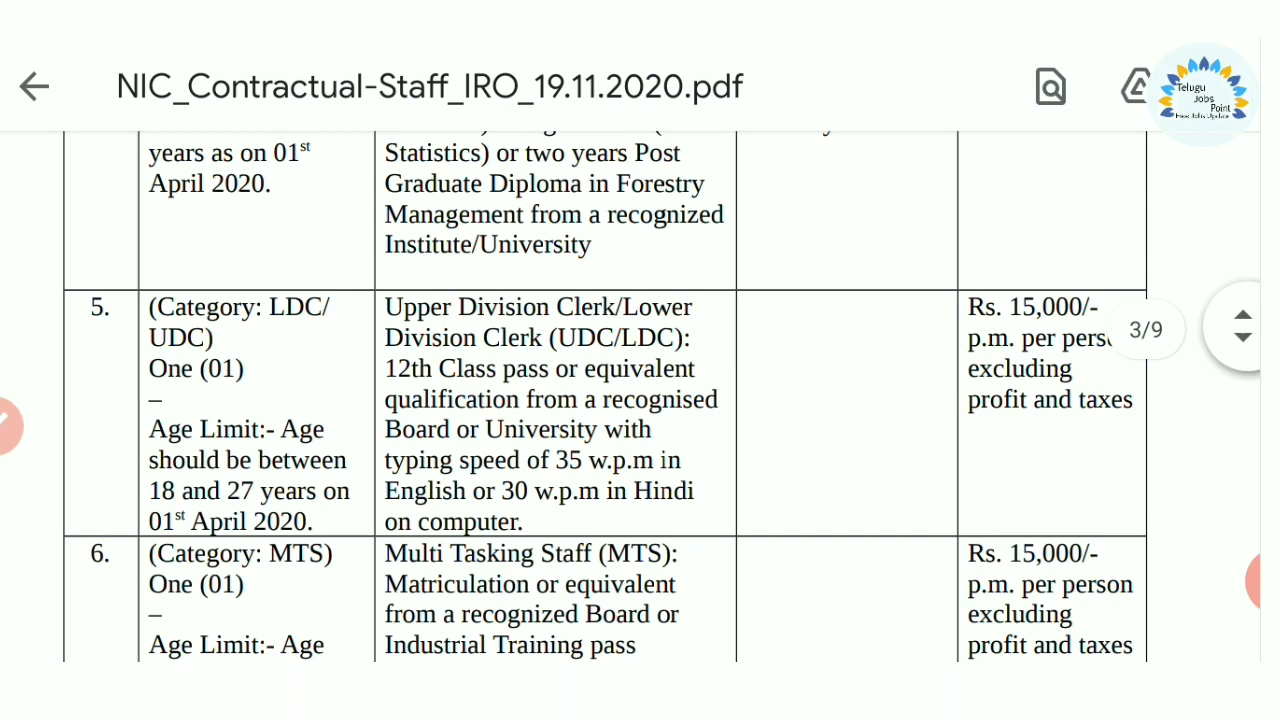 NIC_Contractual-Staff_IRO_19.11.2020.pdf
Telugu
Jobs
Point
Free Jobs Update
years as on 01st
April 2020.
Statistics) or two years Post
Graduate Diploma in Forestry
Management from a recognized
Institute/University
5.
(Category: LDC/
UDC)
One (01)
–
Age Limit:- Age
should be between
18 and 27 years on
01st April 2020.
Upper Division Clerk/Lower
Division Clerk (UDC/LDC):
12th Class pass or equivalent
qualification from a recognised
Board or University with
typing speed of 35 w.p.m in
English or 30 w.p.m in Hindi
on computer.
Rs. 15,000/-
p.m. per
excluding
profit and taxes
3/9
6.
(Category: MTS)
One (01)
–
Age Limit:- Age
Multi Tasking Staff (MTS):
Matriculation or equivalent
from a recognized Board or
Industrial Training pass
Rs. 15,000/-
p.m. per person
excluding
profit and taxes